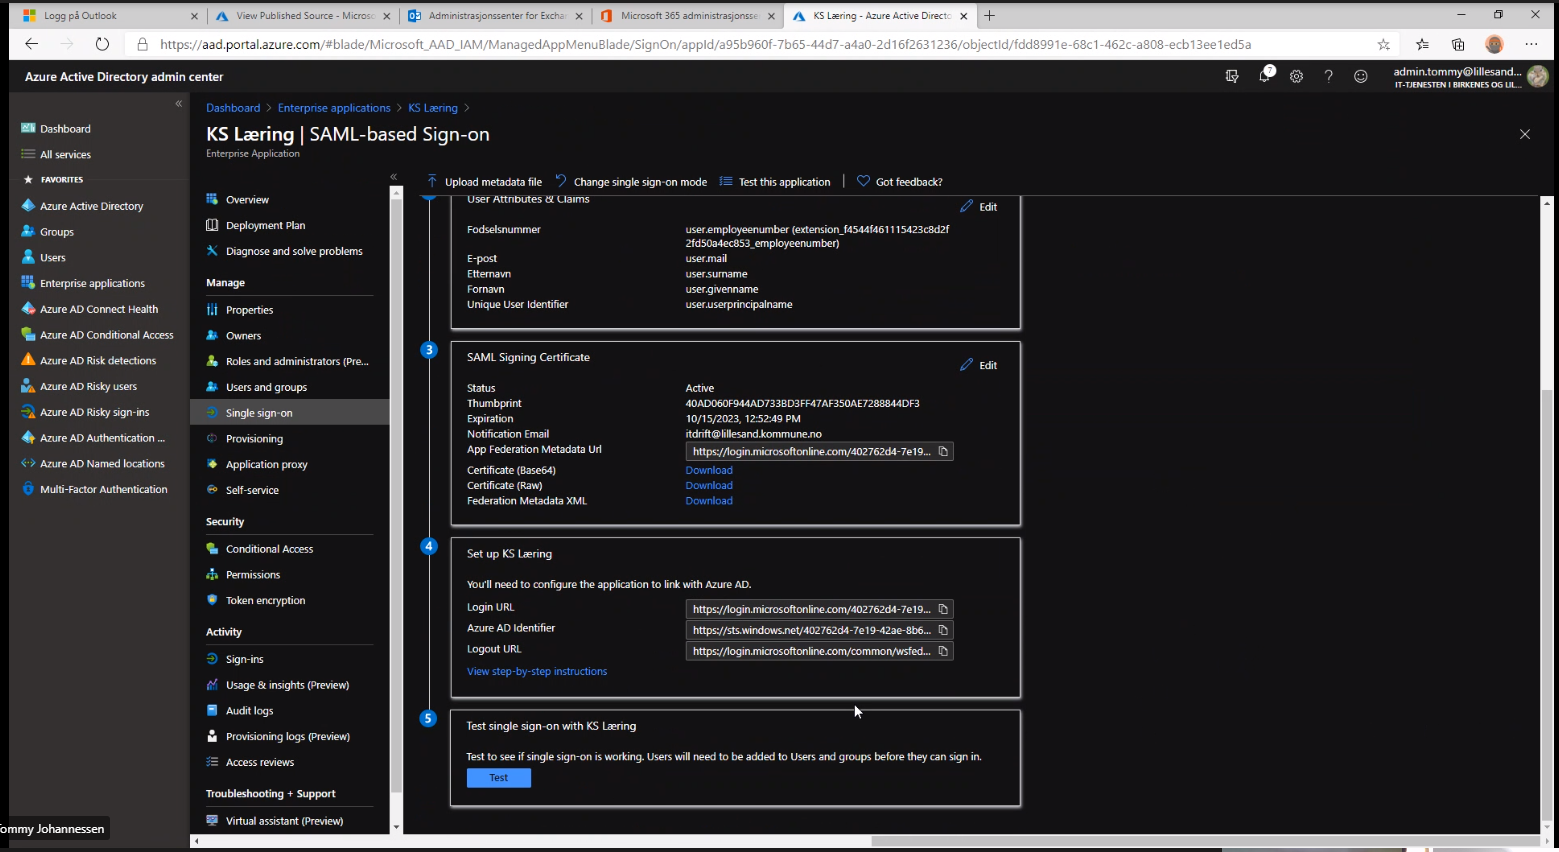 Logg på Outlook
View Published Source - Microsc
Administrasjonssenter for Excha
Microsoft 365 administrasjonsse
KS Læring - Azure Active Directo
https://aad.portal.azure.com/#blade/Microsoft_AAD_IAM/ManagedAppMenuBlade/SignOn/appId/a95b960f-7b65-44d7-a4a0-2d16f2631236/objectId/fdd8991e-68c1-462c-a808-ecb13ee1ed5a
Azure Active Directory admin center
7
admin.tommy@lillesand....
IT-TJENESTEN I BIRKENES OG LIL...
Dashboard
All services
FAVORITES
Azure Active Directory
Groups
Users
Enterprise applications
Azure AD Connect Health
Azure AD Conditional Access
Azure AD Risk detections
Azure AD Risky users
Azure AD Risky sign-ins
Azure AD Authentication ...
Azure AD Named locations
Multi-Factor Authentication
Dashboard > Enterprise applications > KS Læring >
KS Læring | SAML-based Sign-on
Enterprise Application
Overview
Deployment Plan
Diagnose and solve problems
Manage
Properties
Owners
Roles and administrators (Pre...
Users and groups
Single sign-on
Provisioning
Application proxy
Self-service
Security
Conditional Access
Permissions
Token encryption
Activity
Sign-ins
Usage & insights (Preview)
Audit logs
Provisioning logs (Preview)
Access reviews
Troubleshooting + Support
Virtual assistant (Preview)
Upload metadata file
Change single sign-on mode
Test this application
Got feedback?
User Attributes & Claims
Edit
Fodselsnummer user.employeenumber (extension_f4544f461115423c8d2f
2fd50a4ec853_employeenumber)
E-post user.mail
Etternavn user.surname
Fornavn user.givenname
Unique User Identifier user.userprincipalname
3
SAML Signing Certificate
Edit
Status Active
Thumbprint 40AD060F944AD733BD3FF47AF350AE7288844DF3
Expiration 10/15/2023, 12:52:49 PM
Notification Email itdrift@lillesand.kommune.no
App Federation Metadata Url https://login.microsoftonline.com/402762d4-7e19...
Certificate (Base64) Download
Certificate (Raw) Download
Federation Metadata XML Download
4
Set up KS Læring
You'll need to configure the application to link with Azure AD.
Login URL https://login.microsoftonline.com/402762d4-7e19...
Azure AD Identifier https://sts.windows.net/402762d4-7e19-42ae-8b6...
Logout URL https://login.microsoftonline.com/common/wsfed...
View step-by-step instructions
5
Test single sign-on with KS Læring
Test to see if single sign-on is working. Users will need to be added to Users and groups before they can sign in.
Test
ommy Johannessen